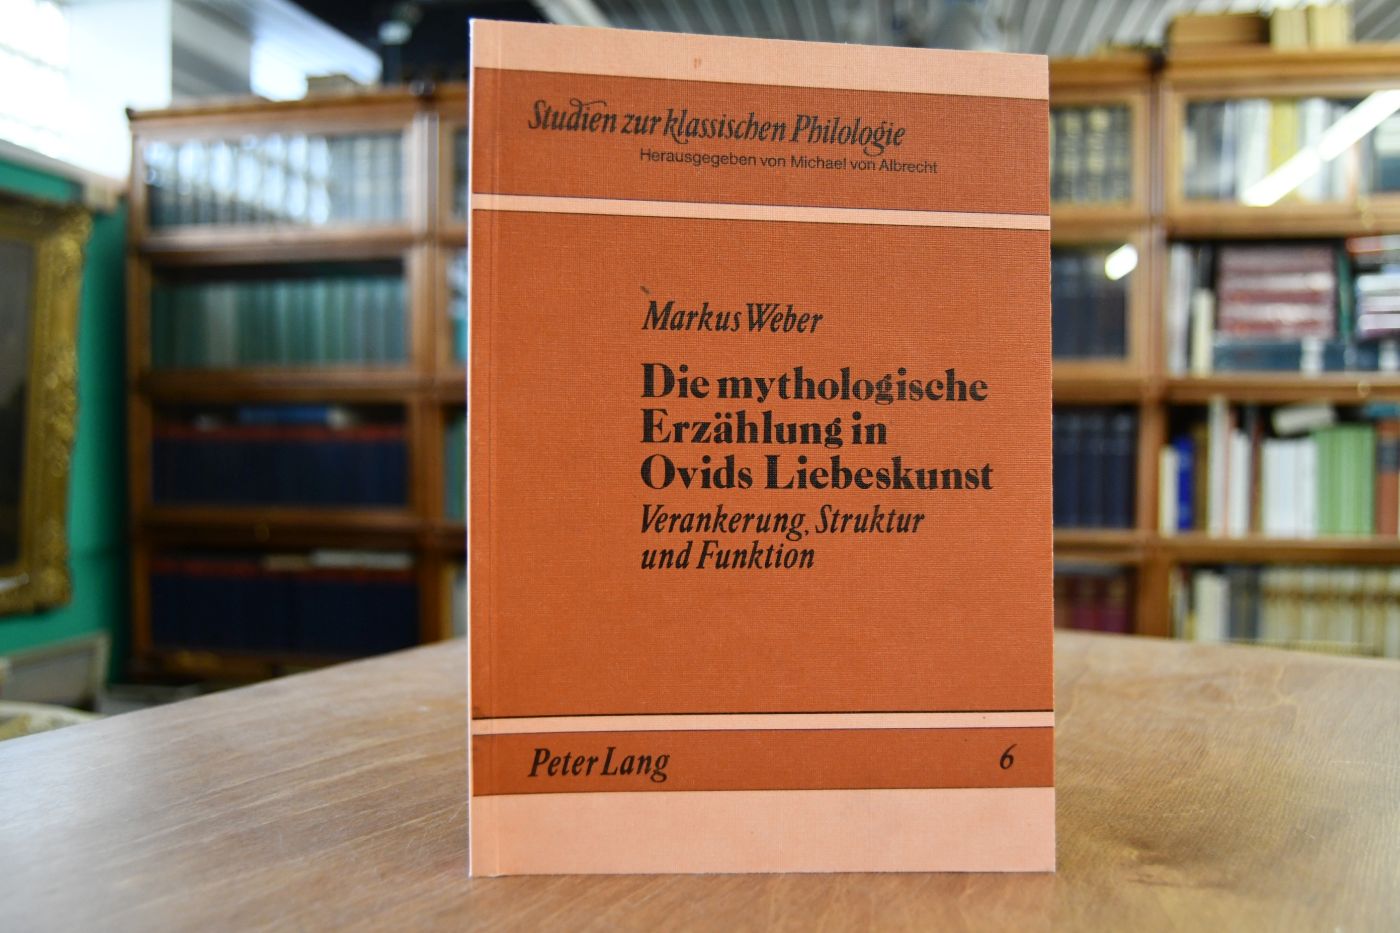 Studien zur klassischen Philologie
Herausgegeben von Michael von Albrecht
Markus Weber
Die mythologische
Erzählung in
Ovids Liebeskunst
Verankerung, Struktur
und Funktion
Peter Lang
6